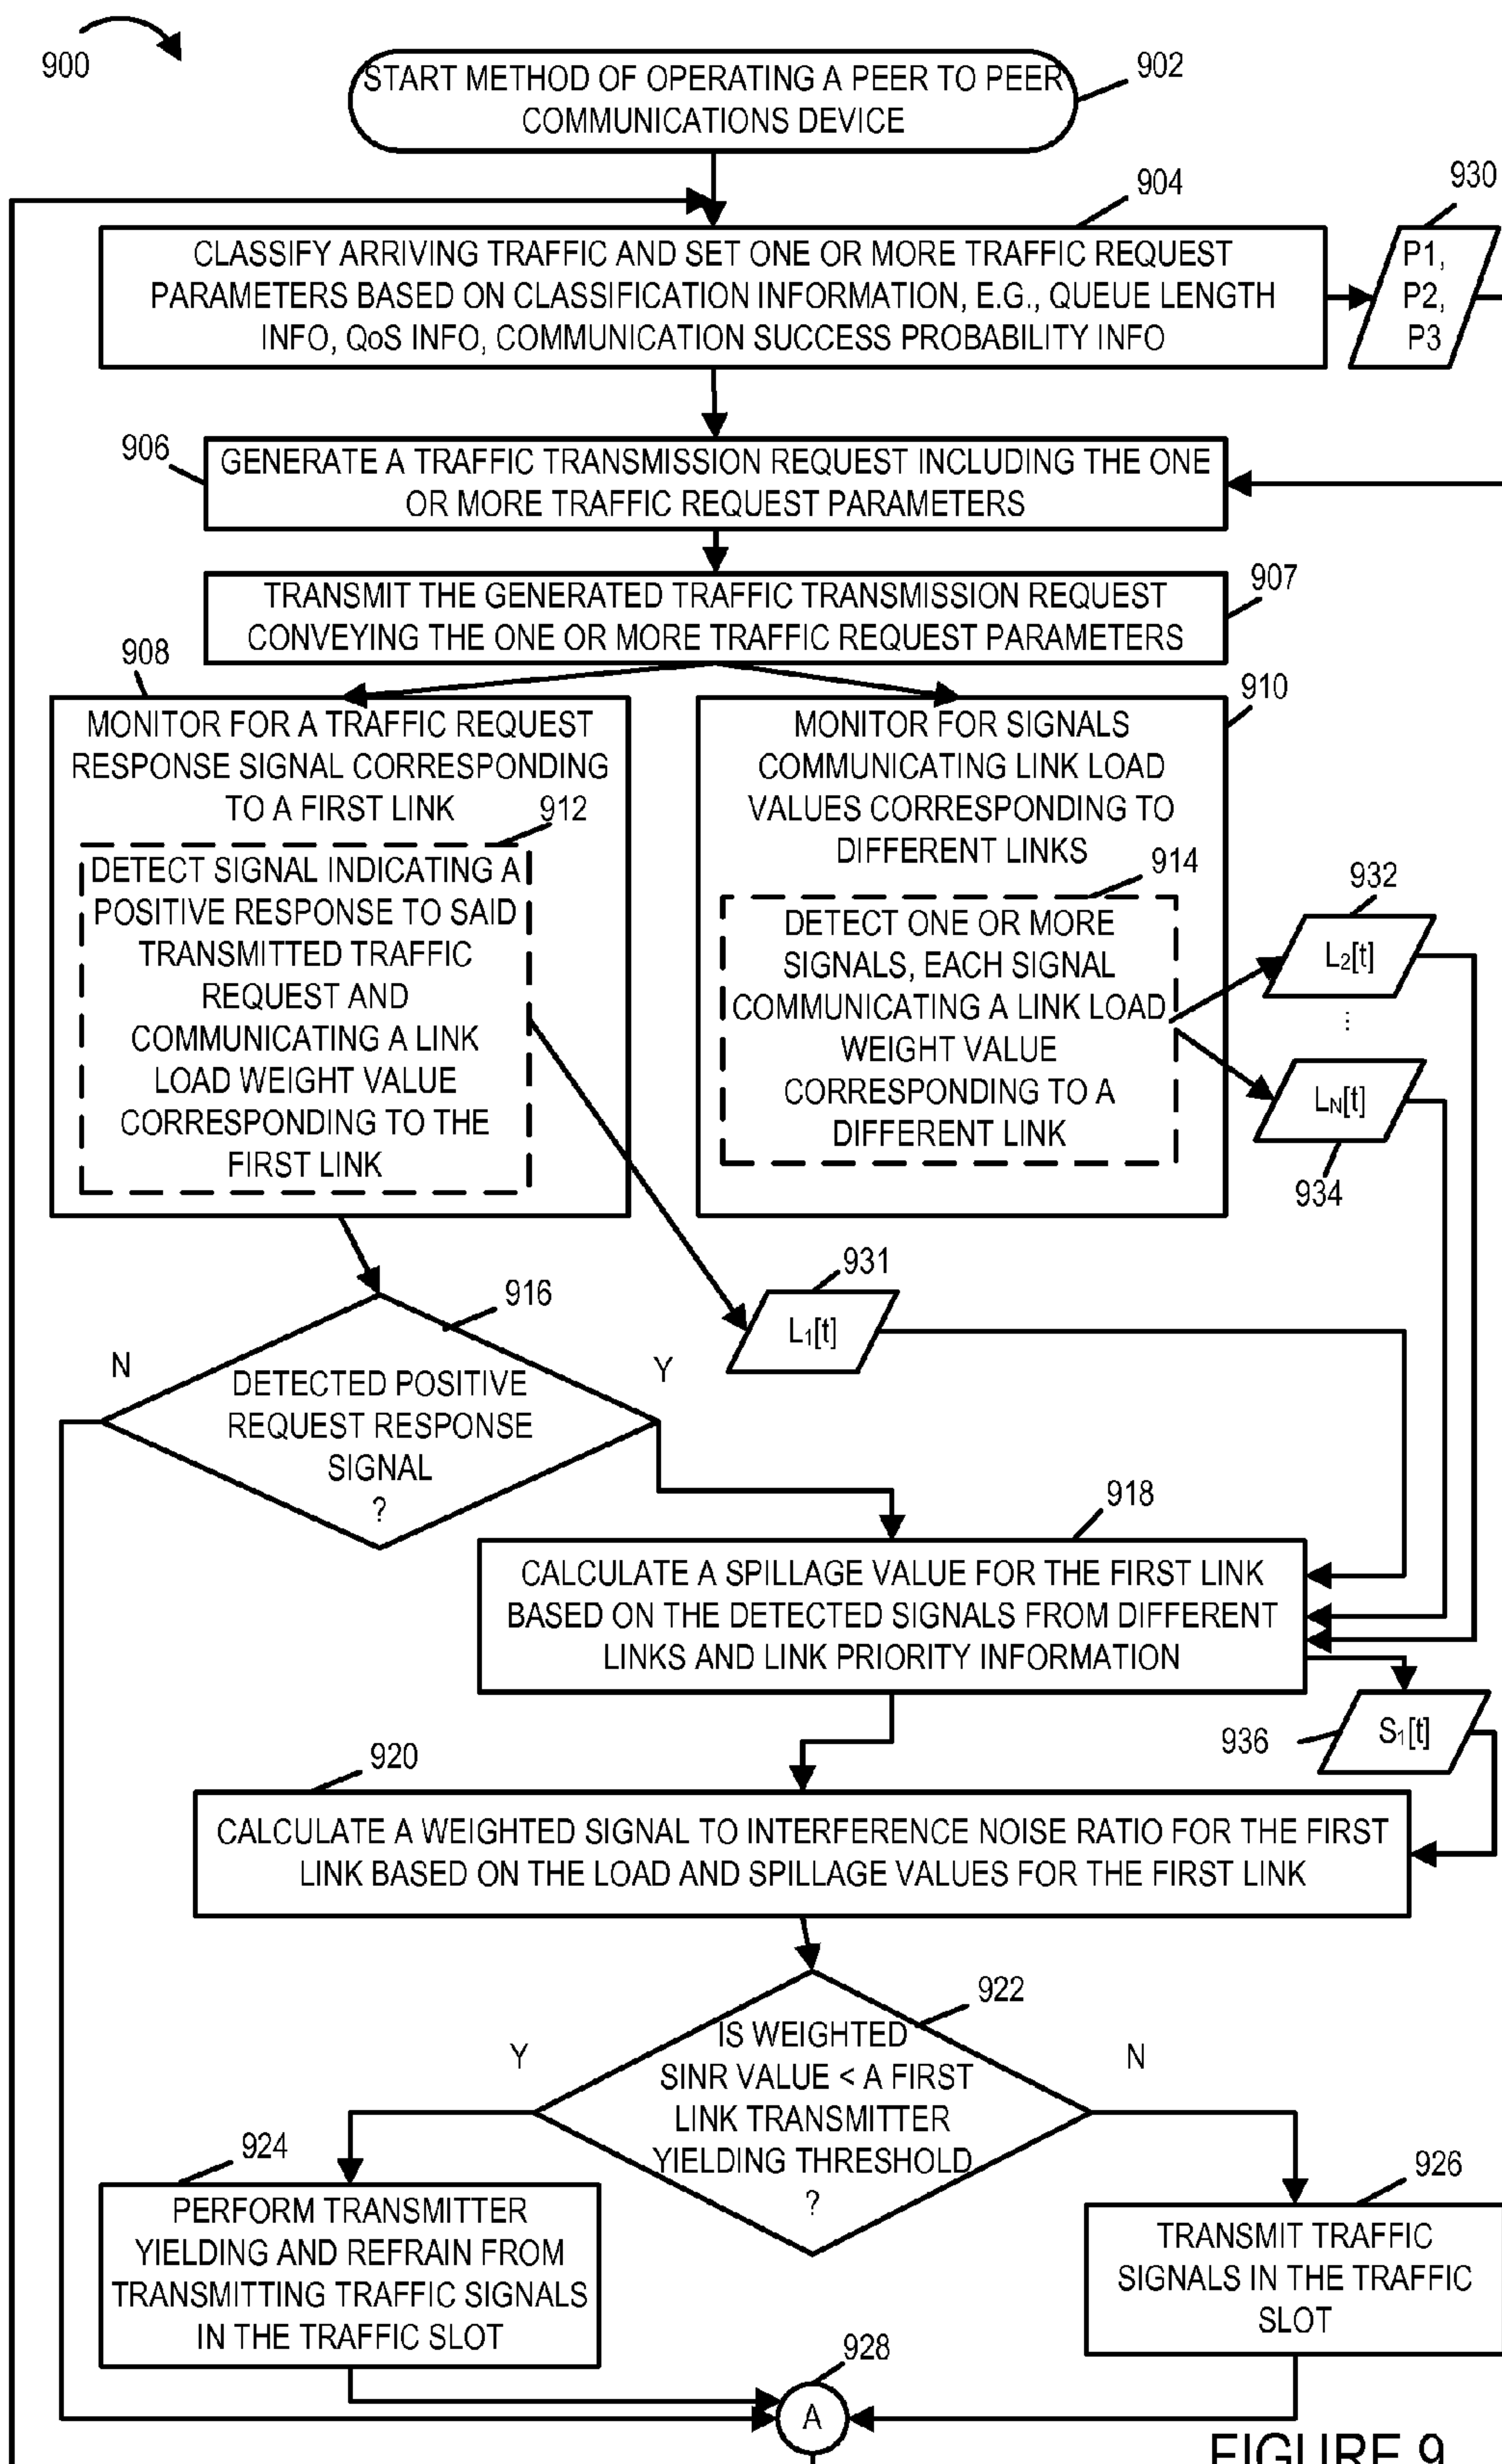 900
START METHOD OF OPERATING A PEER TO PEER
COMMUNICATIONS DEVICE
902
904
930
CLASSIFY ARRIVING TRAFFIC AND SET ONE OR MORE TRAFFIC REQUEST
PARAMETERS BASED ON CLASSIFICATION INFORMATION, E.G., QUEUE LENGTH
INFO, QoS INFO, COMMUNICATION SUCCESS PROBABILITY INFO
P1,
P2,
P3
906
GENERATE A TRAFFIC TRANSMISSION REQUEST INCLUDING THE ONE
OR MORE TRAFFIC REQUEST PARAMETERS
907
TRANSMIT THE GENERATED TRAFFIC TRANSMISSION REQUEST
CONVEYING THE ONE OR MORE TRAFFIC REQUEST PARAMETERS
908
MONITOR FOR A TRAFFIC REQUEST
RESPONSE SIGNAL CORRESPONDING
TO A FIRST LINK
912
DETECT SIGNAL INDICATING A
POSITIVE RESPONSE TO SAID
TRANSMITTED TRAFFIC
REQUEST AND
COMMUNICATING A LINK
LOAD WEIGHT VALUE
CORRESPONDING TO THE
FIRST LINK
910
MONITOR FOR SIGNALS
COMMUNICATING LINK LOAD
VALUES CORRESPONDING TO
DIFFERENT LINKS
914
DETECT ONE OR MORE
SIGNALS, EACH SIGNAL
COMMUNICATING A LINK LOAD
WEIGHT VALUE
CORRESPONDING TO A
DIFFERENT LINK
932
L₂[t]
...
L_N[t]
934
931
L₁[t]
916
N
Y
DETECTED POSITIVE
REQUEST RESPONSE
SIGNAL
?
918
CALCULATE A SPILLAGE VALUE FOR THE FIRST LINK
BASED ON THE DETECTED SIGNALS FROM DIFFERENT
LINKS AND LINK PRIORITY INFORMATION
936
S₁[t]
920
CALCULATE A WEIGHTED SIGNAL TO INTERFERENCE NOISE RATIO FOR THE FIRST
LINK BASED ON THE LOAD AND SPILLAGE VALUES FOR THE FIRST LINK
922
Y
N
IS WEIGHTED
SINR VALUE < A FIRST
LINK TRANSMITTER
YIELDING THRESHOLD
?
924
PERFORM TRANSMITTER
YIELDING AND REFRAIN FROM
TRANSMITTING TRAFFIC SIGNALS
IN THE TRAFFIC SLOT
926
TRANSMIT TRAFFIC
SIGNALS IN THE TRAFFIC
SLOT
928
A
FIGURE 9